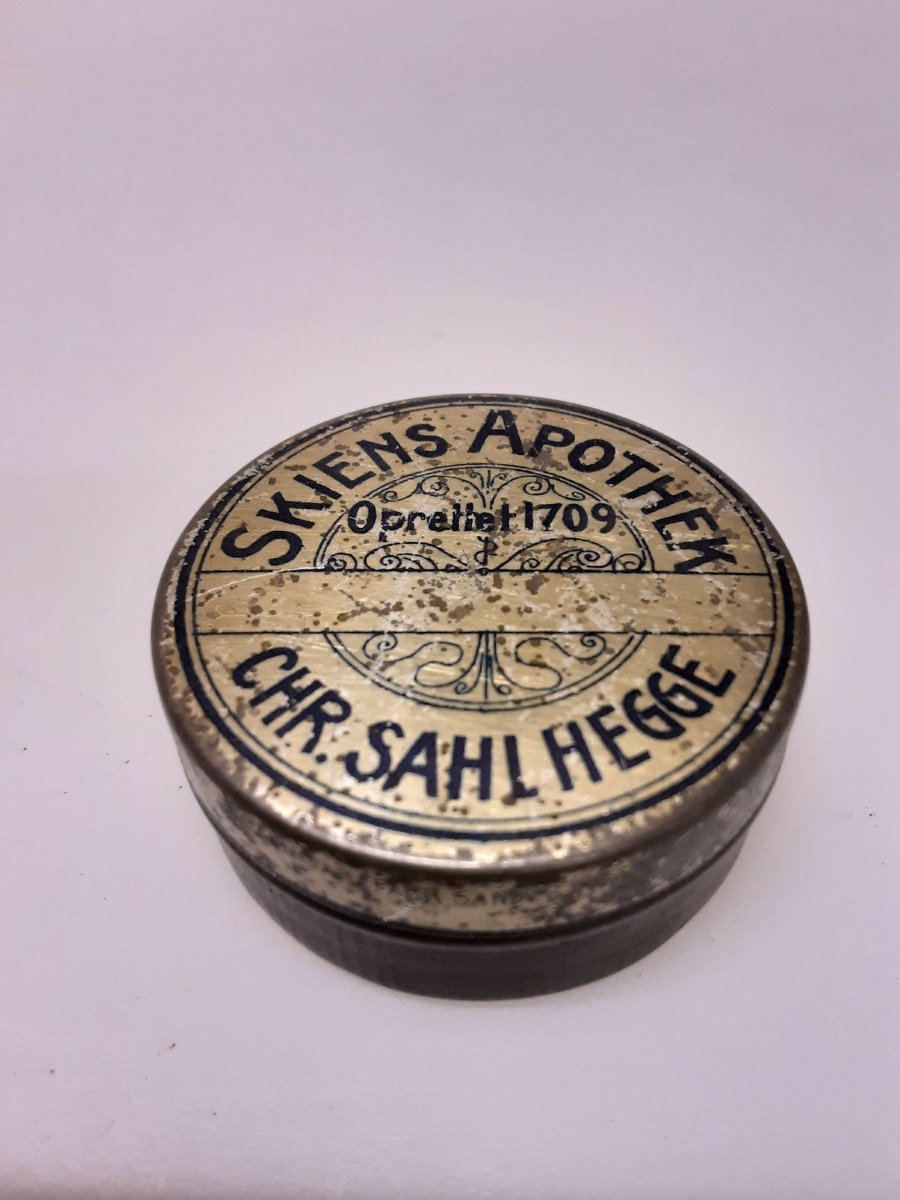 SKIENS APOTHEK
Oprettet 1709
CHR. SAHL HEGGE